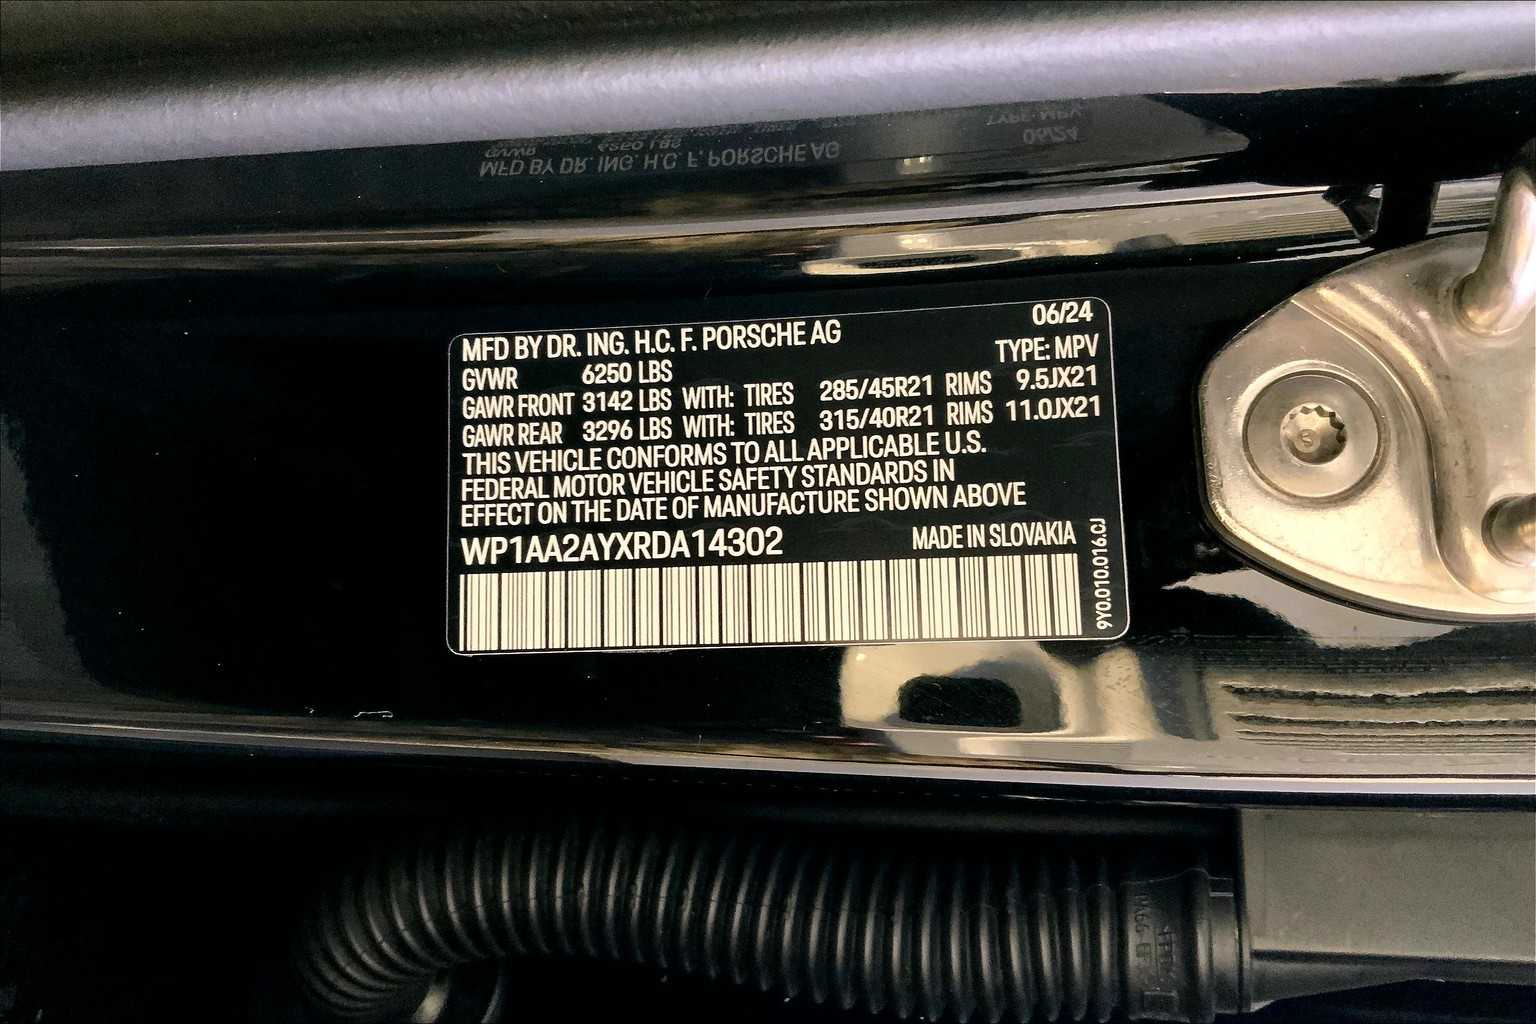 MFD BY DR. ING. H.C. F. PORSCHE AG 06/24
TYPE: MPV
GVWR 6250 LBS
GAWR FRONT 3142 LBS WITH: TIRES 285/45R21 RIMS 9.5JX21
GAWR REAR 3296 LBS WITH: TIRES 315/40R21 RIMS 11.0JX21
THIS VEHICLE CONFORMS TO ALL APPLICABLE U.S.
FEDERAL MOTOR VEHICLE SAFETY STANDARDS IN
EFFECT ON THE DATE OF MANUFACTURE SHOWN ABOVE
WP1AA2AYXRDA14302 MADE IN SLOVAKIA
9Y0.010.016.CJ